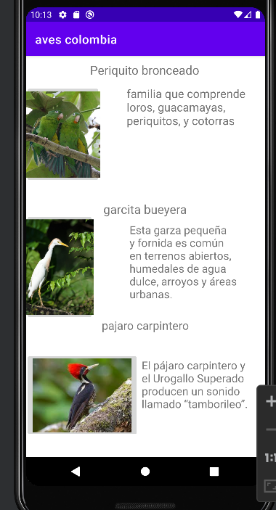 10:13
aves colombia
Periquito bronceado
familia que comprende
loros, guacamayas,
periquitos, y cotorras
garcita bueyera
Esta garza pequeña
y fornida es común
en terrenos abiertos,
humedales de agua
dulce, arroyos y áreas
urbanas.
pajaro carpintero
El pájaro carpintero y
el Urogallo Superado
producen un sonido
llamado “tamborileo”.
1:1